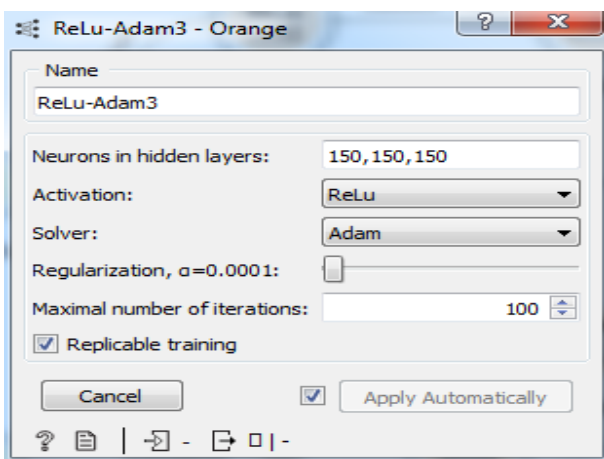 ReLu-Adam3 - Orange
Name
ReLu-Adam3
Neurons in hidden layers: 150,150,150
Activation: ReLu
Solver: Adam
Regularization, α=0.0001:
Maximal number of iterations: 100
Replicable training
Cancel Apply Automatically
? | - | -